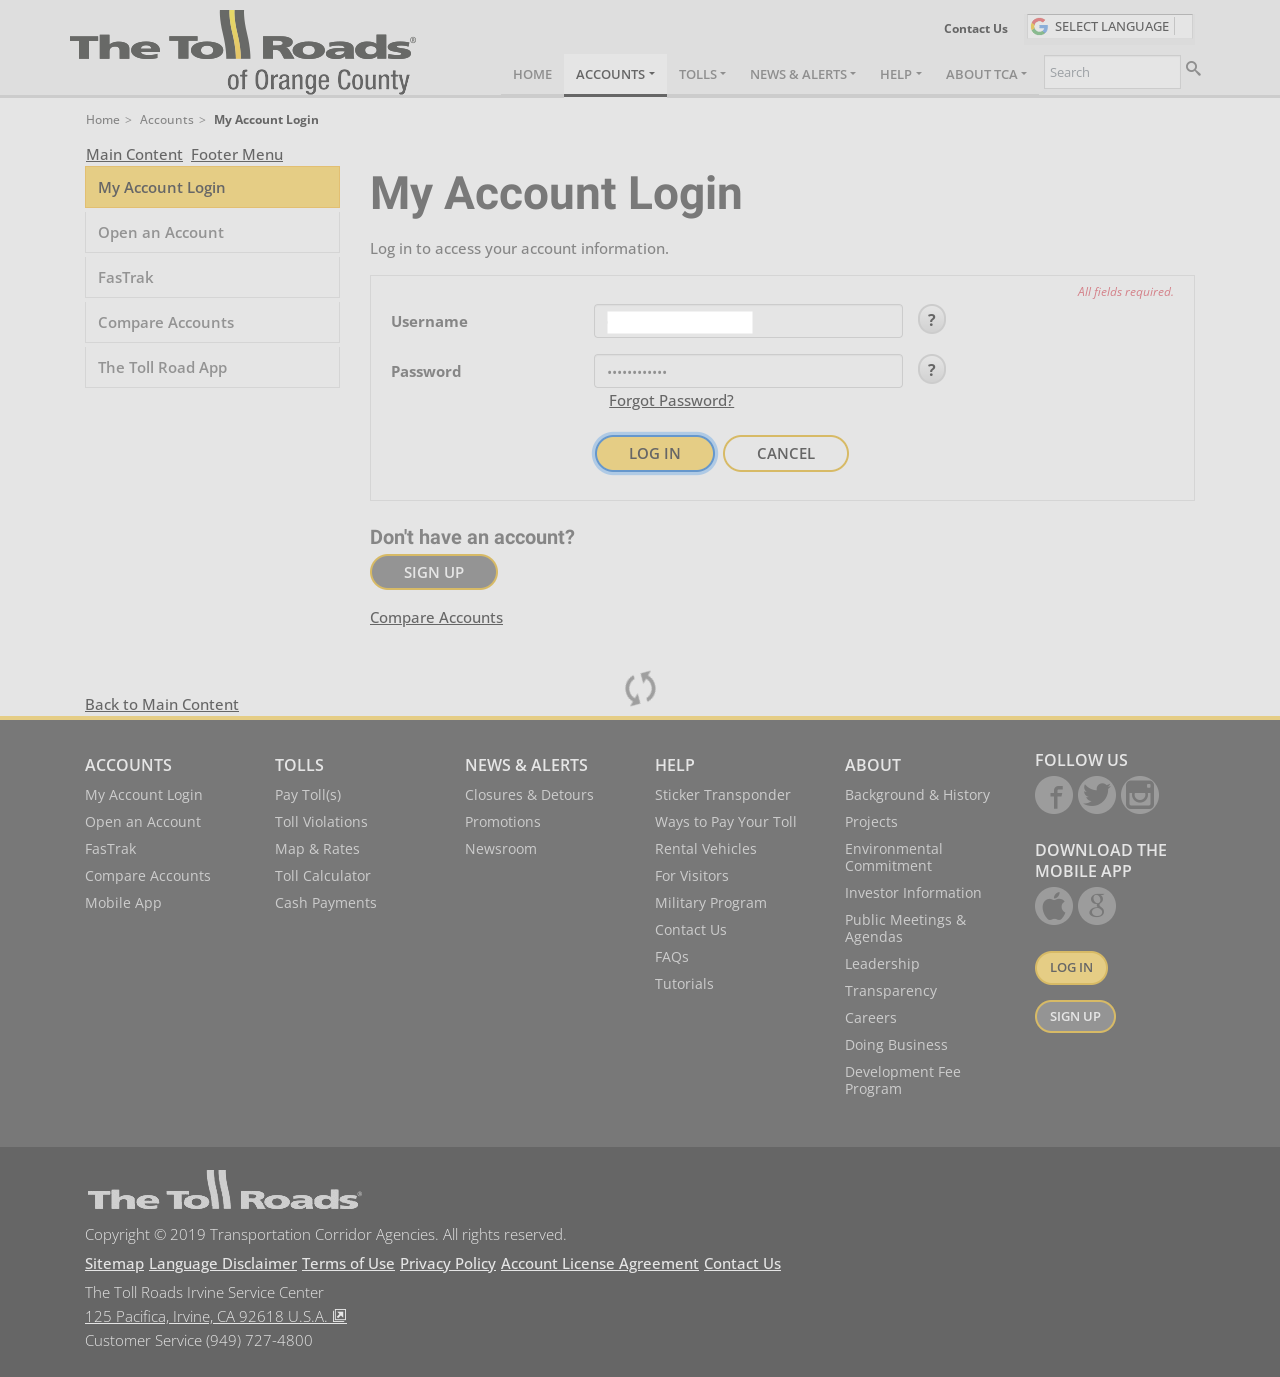 The Toll Roads®
of Orange County
Contact Us
SELECT LANGUAGE
HOME ACCOUNTS TOLLS NEWS & ALERTS HELP ABOUT TCA Search
Home > Accounts > My Account Login
Main Content Footer Menu
My Account Login
Open an Account
FasTrak
Compare Accounts
The Toll Road App
My Account Login
Log in to access your account information.
All fields required.
Username ?
Password •••••••••••• ?
Forgot Password?
LOG IN CANCEL
Don't have an account?
SIGN UP
Compare Accounts
Back to Main Content
ACCOUNTS
My Account Login
Open an Account
FasTrak
Compare Accounts
Mobile App
TOLLS
Pay Toll(s)
Toll Violations
Map & Rates
Toll Calculator
Cash Payments
NEWS & ALERTS
Closures & Detours
Promotions
Newsroom
HELP
Sticker Transponder
Ways to Pay Your Toll
Rental Vehicles
For Visitors
Military Program
Contact Us
FAQs
Tutorials
ABOUT
Background & History
Projects
Environmental
Commitment
Investor Information
Public Meetings &
Agendas
Leadership
Transparency
Careers
Doing Business
Development Fee
Program
FOLLOW US
DOWNLOAD THE
MOBILE APP
LOG IN
SIGN UP
The Toll Roads®
Copyright © 2019 Transportation Corridor Agencies. All rights reserved.
Sitemap Language Disclaimer Terms of Use Privacy Policy Account License Agreement Contact Us
The Toll Roads Irvine Service Center
125 Pacifica, Irvine, CA 92618 U.S.A.
Customer Service (949) 727-4800